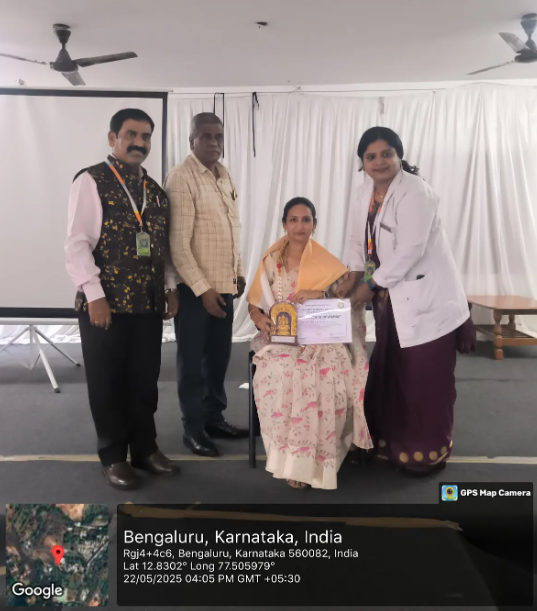 GPS Map Camera
Bengaluru, Karnataka, India
Rgj4+4c6, Bengaluru, Karnataka 560082, India
Lat 12.8302° Long 77.505979°
22/05/2025 04:05 PM GMT +05:30
Google